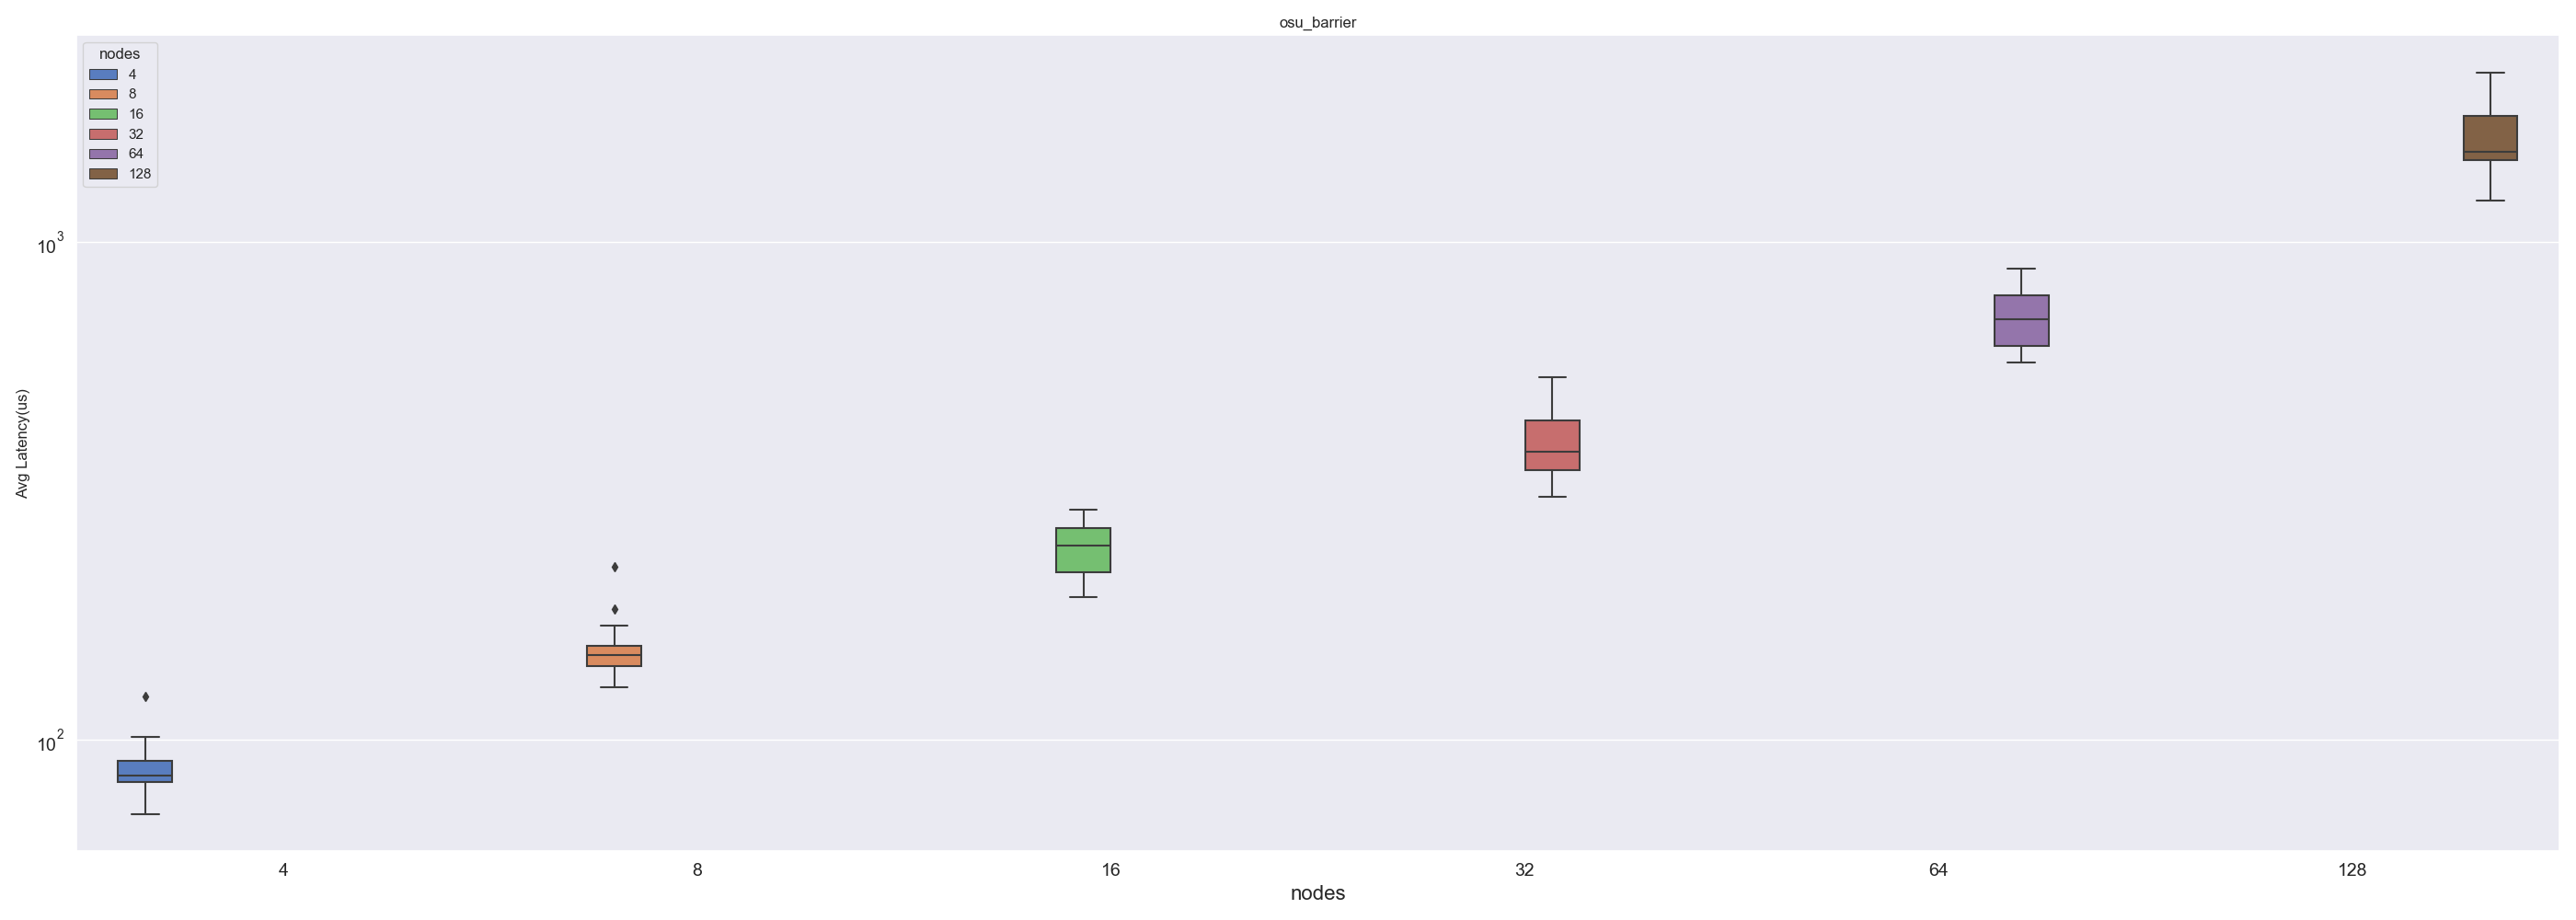 osu_barrier
nodes
4
8
16
32
64
128
10^3
10^2
Avg Latency(us)
4 8 16 32 64 128
nodes